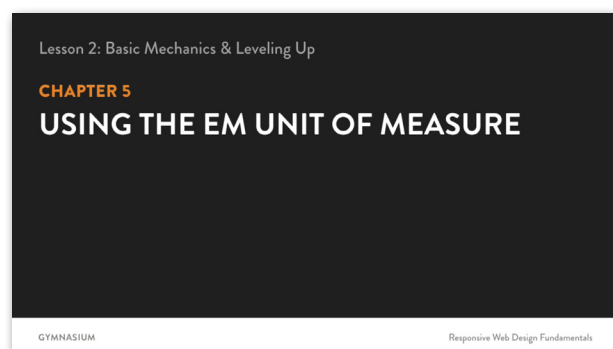 Lesson 2: Basic Mechanics & Leveling Up
CHAPTER 5
USING THE EM UNIT OF MEASURE
GYMNASIUM
Responsive Web Design Fundamentals